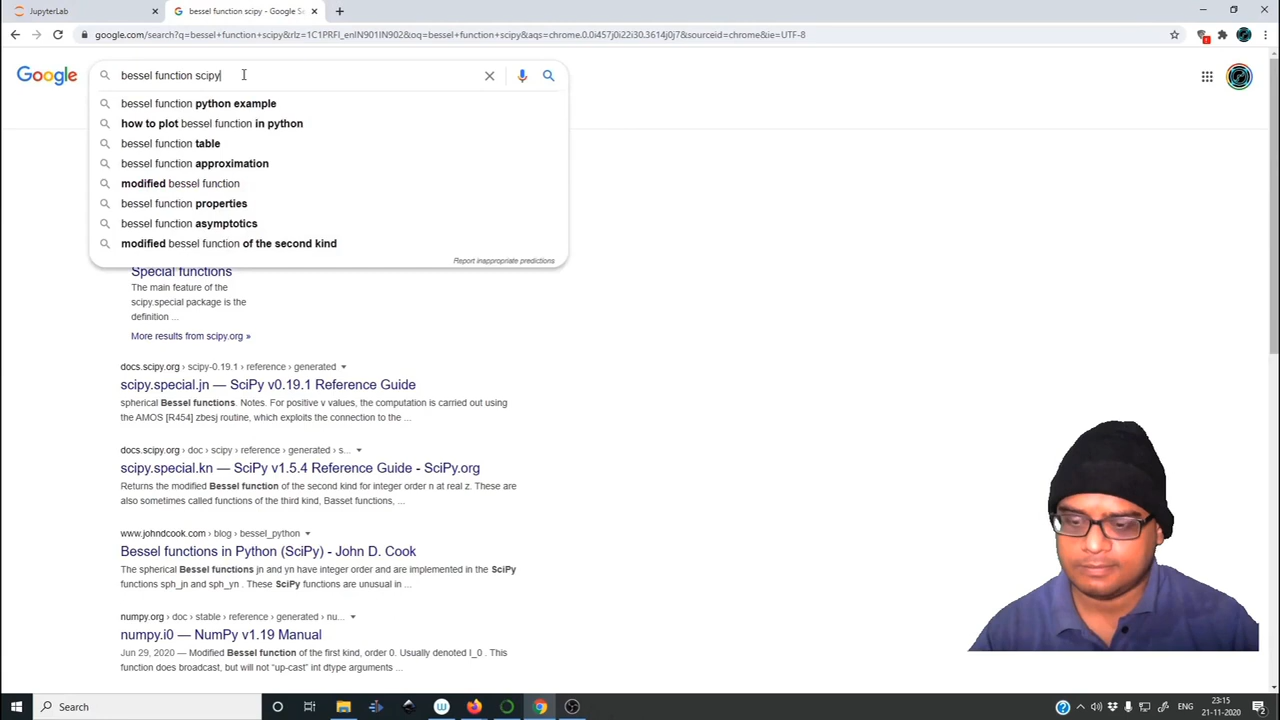 JupyterLab
bessel function scipy - Google Se
google.com/search?q=bessel+function+scipy&rlz=1C1PRFI_enIN901IN902&oq=bessel+function+scipy&aqs=chrome.0.0i457j0i22i30.3614j0j7&sourceid=chrome&ie=UTF-8
Google
bessel function scipy
bessel function python example
how to plot bessel function in python
bessel function table
bessel function approximation
modified bessel function
bessel function properties
bessel function asymptotics
modified bessel function of the second kind
Report inappropriate predictions
Special functions
The main feature of the
scipy.special package is the
definition ...
More results from scipy.org »
docs.scipy.org › scipy-0.19.1 › reference › generated
scipy.special.jn — SciPy v0.19.1 Reference Guide
spherical Bessel functions. Notes. For positive v values, the computation is carried out using
the AMOS [R454] zbesj routine, which exploits the connection to the ...
docs.scipy.org › doc › scipy › reference › generated › s...
scipy.special.kn — SciPy v1.5.4 Reference Guide - SciPy.org
Returns the modified Bessel function of the second kind for integer order n at real z. These are
also sometimes called functions of the third kind, Basset functions, ...
www.johndcook.com › blog › bessel_python
Bessel functions in Python (SciPy) - John D. Cook
The spherical Bessel functions jn and yn have integer order and are implemented in the SciPy
functions sph_jn and sph_yn . These SciPy functions are unusual in ...
numpy.org › doc › stable › reference › generated › nu...
numpy.i0 — NumPy v1.19 Manual
Jun 29, 2020 — Modified Bessel function of the first kind, order 0. Usually denoted I_0 . This
function does broadcast, but will not "up-cast" int dtype arguments ...
Search
ENG
23:15
21-11-2020
2